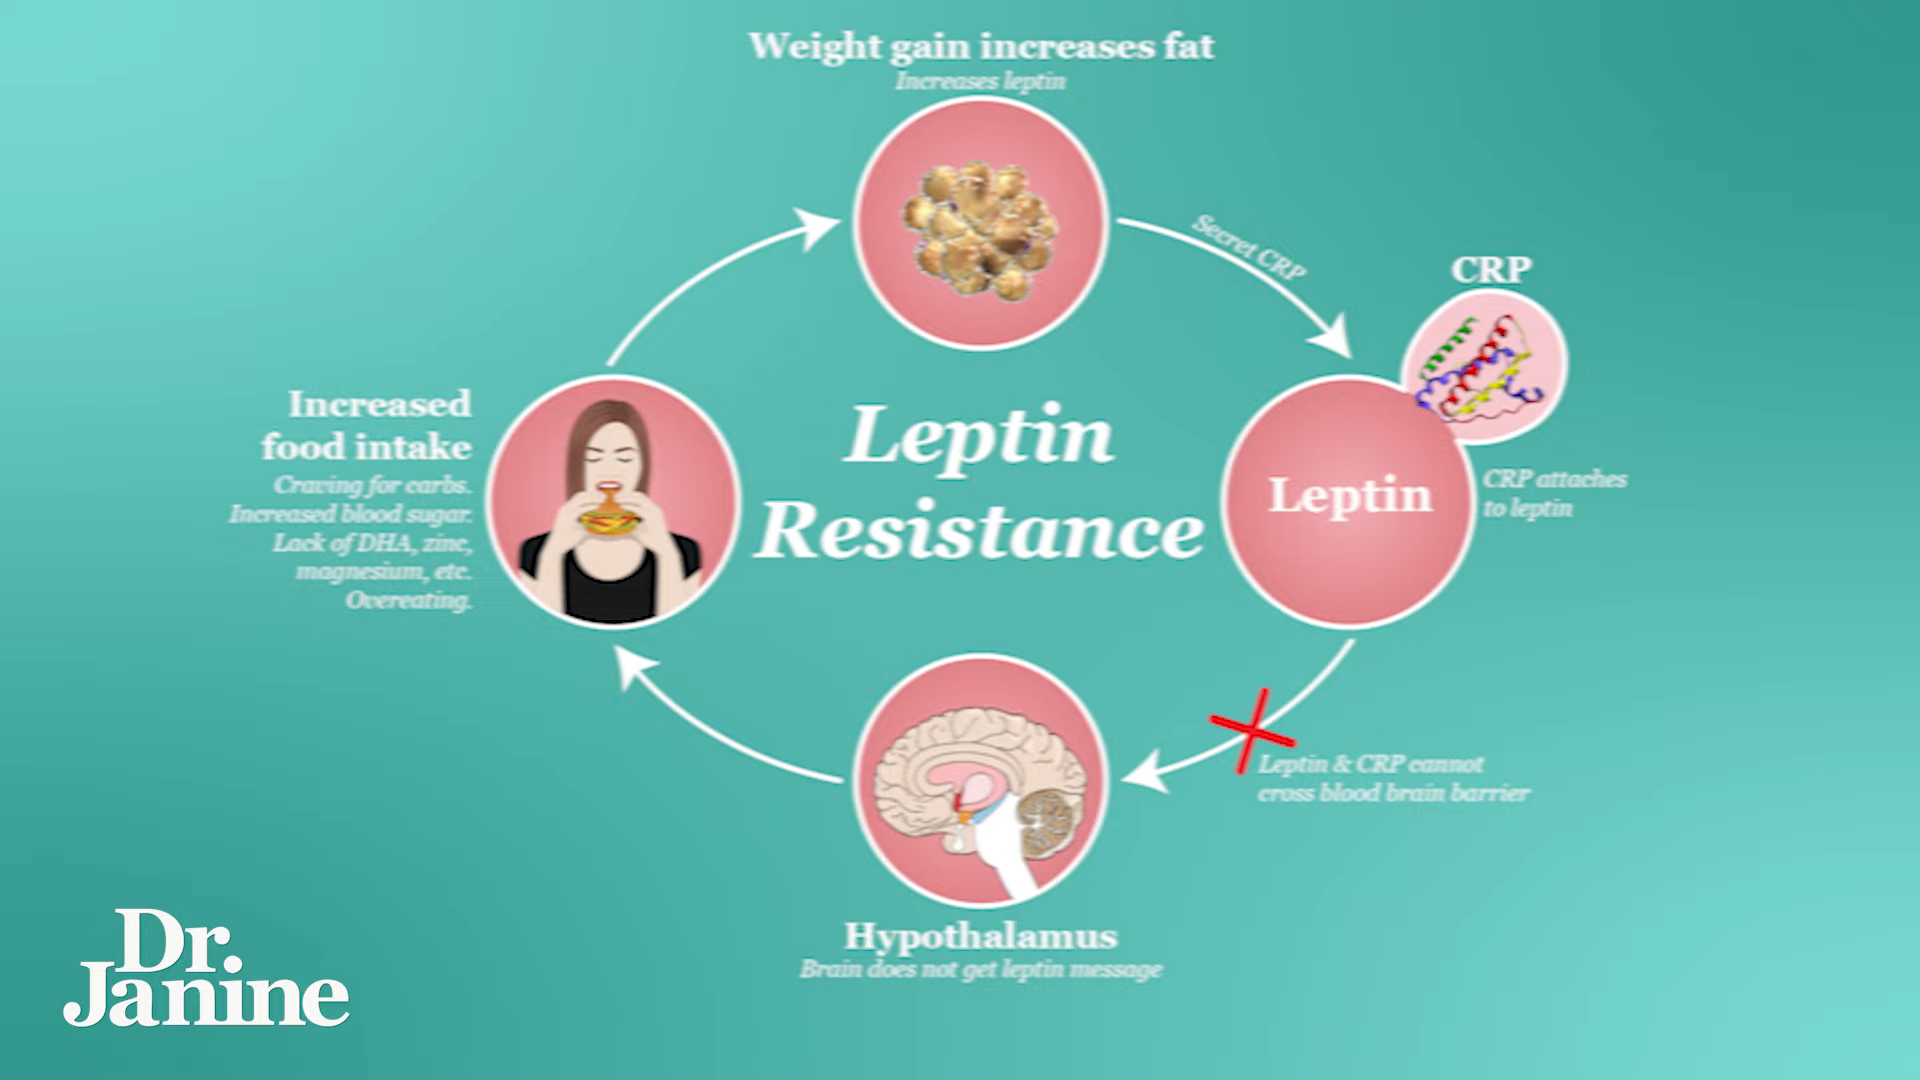 Weight gain increases fat
Increases leptin
Secret CRP
CRP
Increased
food intake
Craving for carbs.
Increased blood sugar.
Lack of DHA, zinc,
magnesium, etc.
Overeating.
Leptin
Resistance
Leptin
CRP attaches
to leptin
Leptin & CRP cannot
cross blood brain barrier
Hypothalamus
Brain does not get leptin message
Dr.
Janine